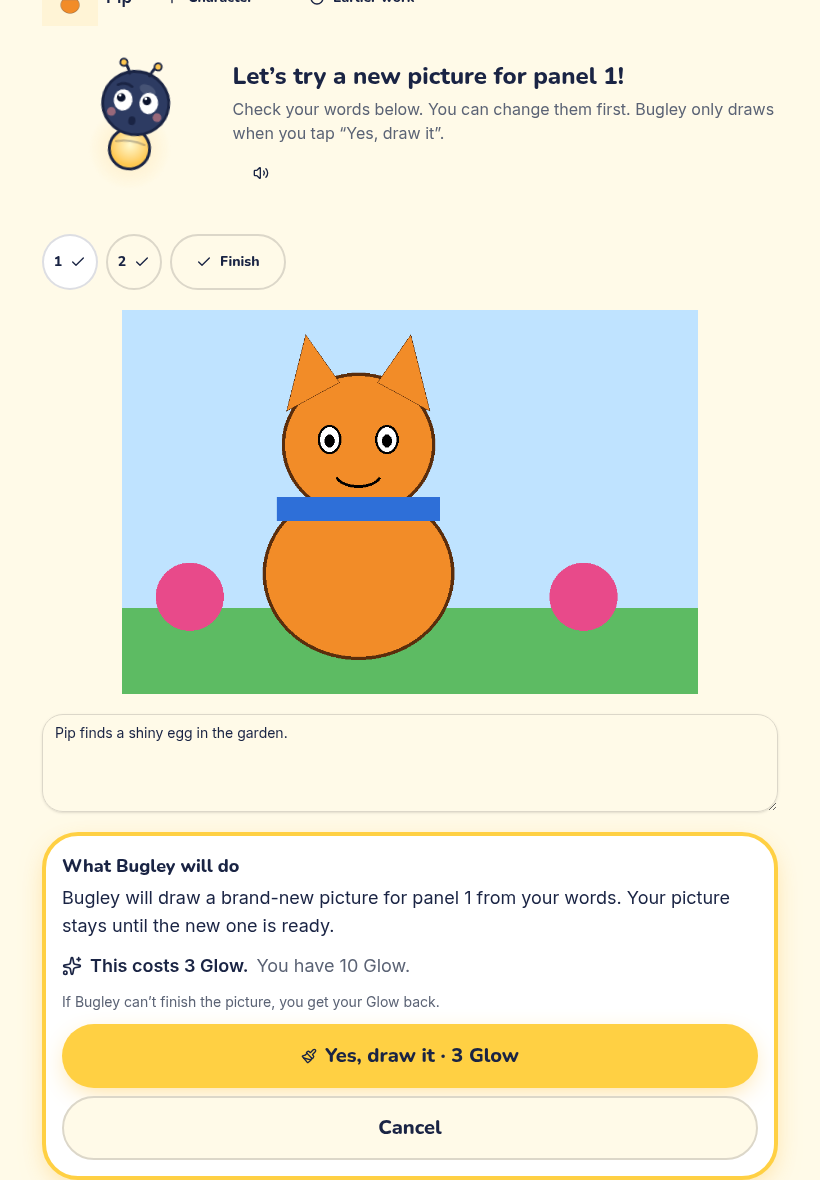 Pip Character Earlier work
Let’s try a new picture for panel 1!
Check your words below. You can change them first. Bugley only draws
when you tap “Yes, draw it”.
1 2 Finish
Pip finds a shiny egg in the garden.
What Bugley will do
Bugley will draw a brand-new picture for panel 1 from your words. Your picture
stays until the new one is ready.
This costs 3 Glow. You have 10 Glow.
If Bugley can’t finish the picture, you get your Glow back.
Yes, draw it · 3 Glow
Cancel